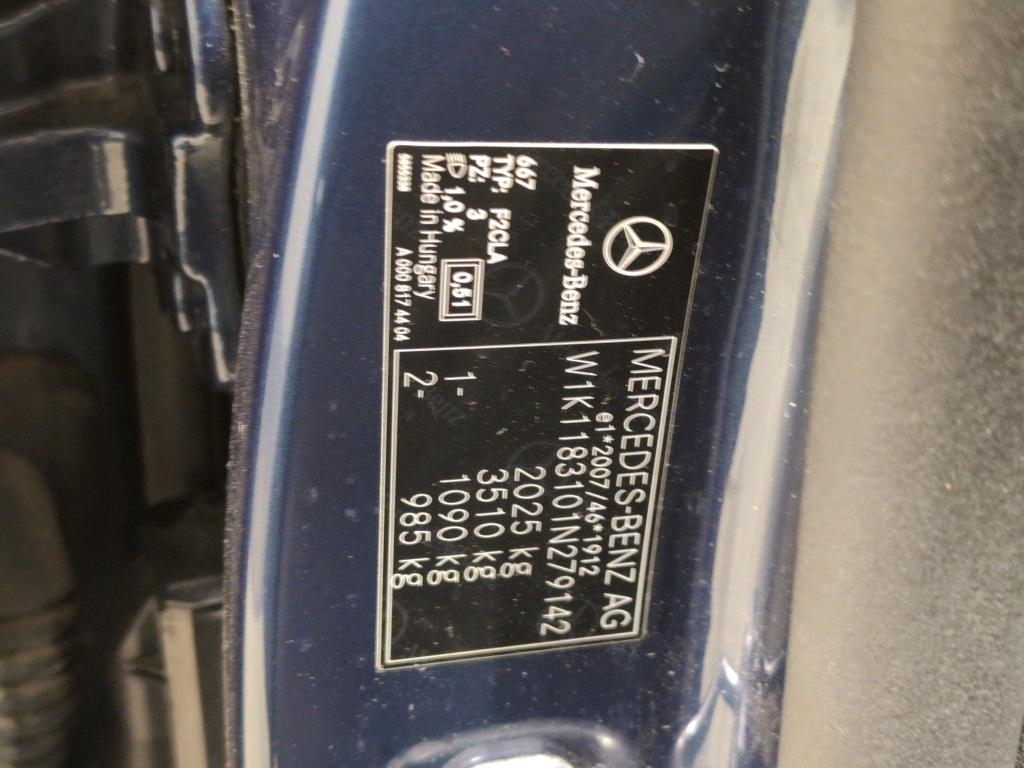 Mercedes-Benz
667
TYP: F2CLA
PZ: 3
1,0 %
0,51
Made in Hungary
A 000 817 44 04
MERCEDES-BENZ AG
e1*2007/46*1912
W1K1183101N279142
2025 kg
3510 kg
1- 1090 kg
2- 985 kg